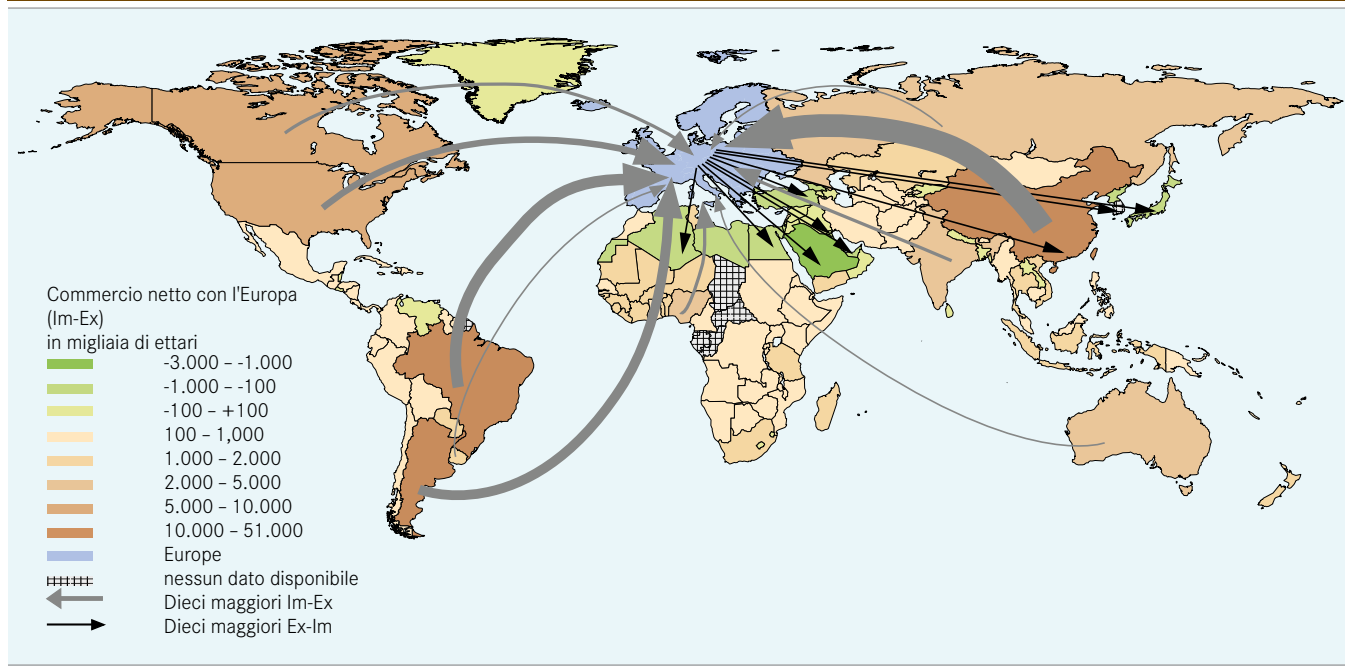 Commercio netto con l'Europa
(Im-Ex)
in migliaia di ettari
-3.000 – -1.000
-1.000 – -100
-100 – +100
100 – 1,000
1.000 – 2.000
2.000 – 5.000
5.000 – 10.000
10.000 – 51.000
Europe
nessun dato disponibile
Dieci maggiori Im-Ex
Dieci maggiori Ex-Im